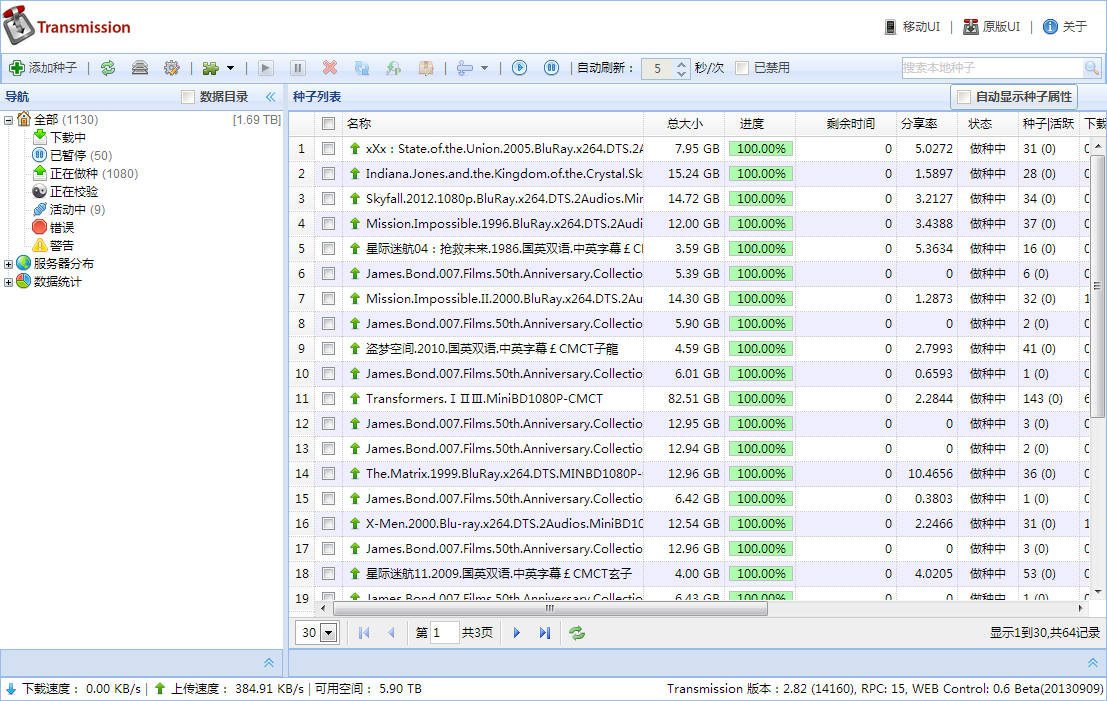 Transmission
移动UI | 原版UI | 关于
添加种子 自动刷新： 5 秒/次 已禁用 搜索本地种子
导航 数据目录 种子列表 自动显示种子属性
全部 (1130) [1.69 TB]
下载中
已暂停 (50)
正在做种 (1080)
正在校验
活动中 (9)
错误
警告
服务器分布
数据统计
名称 总大小 进度 剩余时间 分享率 状态 种子|活跃 下载
1 xXx：State.of.the.Union.2005.BluRay.x264.DTS.2A 7.95 GB 100.00% 0 5.0272 做种中 31 (0)
2 Indiana.Jones.and.the.Kingdom.of.the.Crystal.Sk 15.24 GB 100.00% 0 1.5897 做种中 28 (0)
3 Skyfall.2012.1080p.BluRay.x264.DTS.2Audios.Min 14.72 GB 100.00% 0 3.2127 做种中 34 (0)
4 Mission.Impossible.1996.BluRay.x264.DTS.2Audi 12.00 GB 100.00% 0 3.4388 做种中 37 (0)
5 星际迷航04：抢救未来.1986.国英双语.中英字幕￡CM 3.59 GB 100.00% 0 5.3634 做种中 16 (0)
6 James.Bond.007.Films.50th.Anniversary.Collectio 5.39 GB 100.00% 0 0 做种中 6 (0)
7 Mission.Impossible.II.2000.BluRay.x264.DTS.2Au 14.30 GB 100.00% 0 1.2873 做种中 32 (0)
8 James.Bond.007.Films.50th.Anniversary.Collectio 5.90 GB 100.00% 0 0 做种中 2 (0)
9 盗梦空间.2010.国英双语.中英字幕￡CMCT子龍 4.59 GB 100.00% 0 2.7993 做种中 41 (0)
10 James.Bond.007.Films.50th.Anniversary.Collectio 6.01 GB 100.00% 0 0.6593 做种中 1 (0)
11 Transformers.ⅠⅡⅢ.MiniBD1080P-CMCT 82.51 GB 100.00% 0 2.2844 做种中 143 (0)
12 James.Bond.007.Films.50th.Anniversary.Collectio 12.95 GB 100.00% 0 0 做种中 3 (0)
13 James.Bond.007.Films.50th.Anniversary.Collectio 12.94 GB 100.00% 0 0 做种中 2 (0)
14 The.Matrix.1999.BluRay.x264.DTS.MINBD1080P- 12.96 GB 100.00% 0 10.4656 做种中 36 (0)
15 James.Bond.007.Films.50th.Anniversary.Collectio 6.42 GB 100.00% 0 0.3803 做种中 1 (0)
16 X-Men.2000.Blu-ray.x264.DTS.2Audios.MiniBD10 12.54 GB 100.00% 0 2.2466 做种中 31 (0)
17 James.Bond.007.Films.50th.Anniversary.Collectio 12.96 GB 100.00% 0 0 做种中 3 (0)
18 星际迷航11.2009.国英双语.中英字幕￡CMCT玄子 4.00 GB 100.00% 0 4.0205 做种中 53 (0)
19 James.Bond.007.Films.50th.Anniversary.Collectio 6.43 GB 100.00% 0 0 做种中 1 (0)
30 第 1 共3页 显示1到30,共64记录
下载速度： 0.00 KB/s | 上传速度： 384.91 KB/s | 可用空间： 5.90 TB Transmission 版本：2.82 (14160), RPC: 15, WEB Control: 0.6 Beta(20130909)